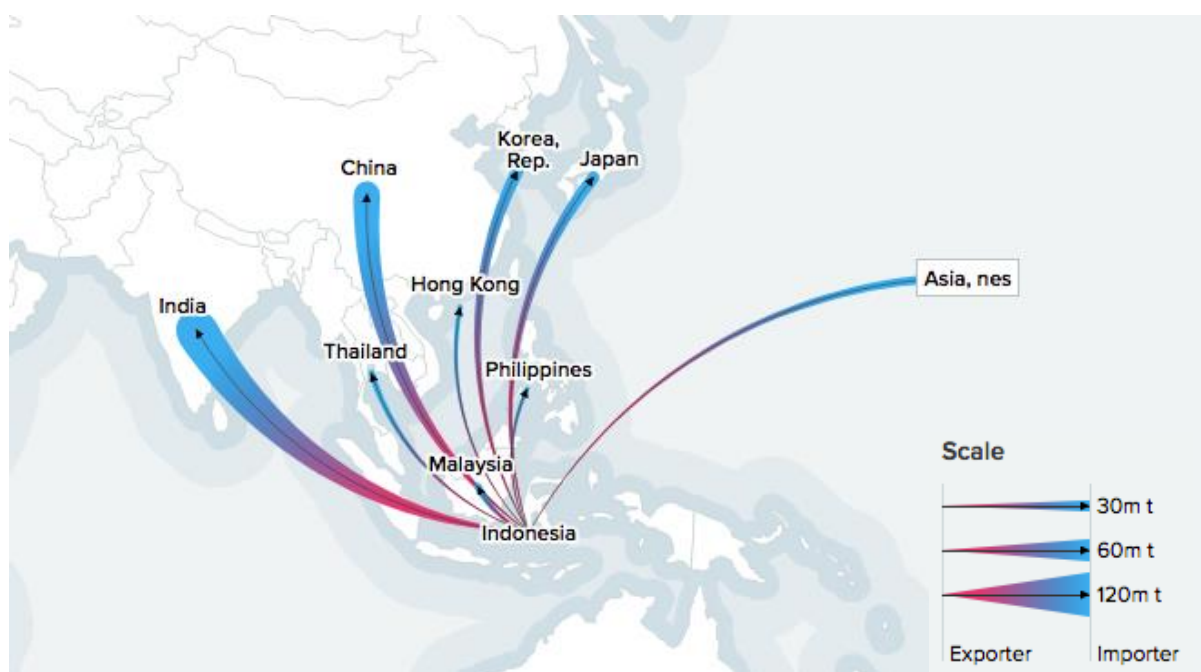 Korea,
Rep.
Japan
China
Asia, nes
Hong Kong
India
Thailand
Philippines
Malaysia
Indonesia
Scale
30m t
60m t
120m t
Exporter
Importer